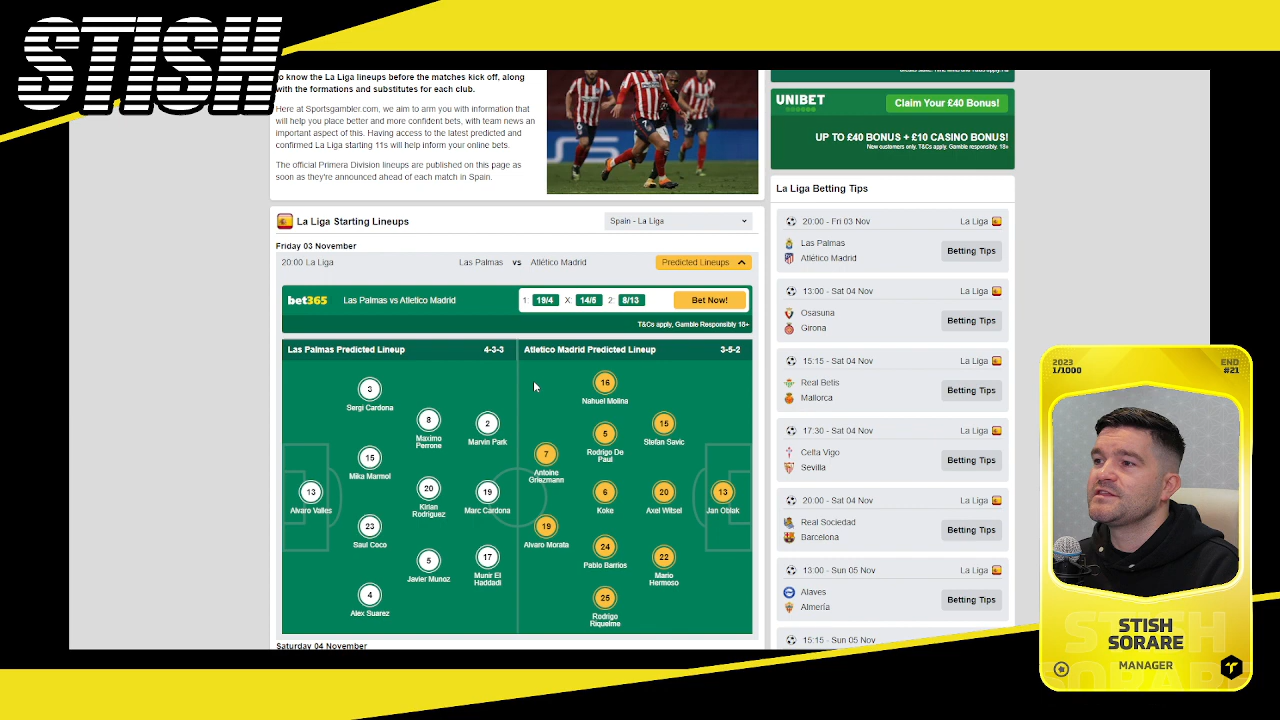 STISH
to know the La Liga lineups before the matches kick off, along
with the formations and substitutes for each club.
Here at Sportsgambler.com, we aim to arm you with information that
will help you place better and more confident bets, with team news an
important aspect of this. Having access to the latest predicted and
confirmed La Liga starting 11s will help inform your online bets.
The official Primera Division lineups are published on this page as
soon as they're announced ahead of each match in Spain.
La Liga Starting Lineups
Spain - La Liga
Friday 03 November
20:00 La Liga
Las Palmas vs Atlético Madrid
Predicted Lineups
bet365
Las Palmas vs Atletico Madrid
1: 19/4 X: 14/5 2: 8/13
Bet Now!
T&Cs apply, Gamble Responsibly 18+
Las Palmas Predicted Lineup 4-3-3
Atletico Madrid Predicted Lineup 3-5-2
13
Alvaro Valles
3
Sergi Cardona
15
Mika Marmol
23
Saul Coco
4
Alex Suarez
8
Maximo
Perrone
20
Kirian
Rodriguez
5
Javier Munoz
2
Marvin Park
19
Marc Cardona
17
Munir El
Haddadi
7
Antoine
Griezmann
19
Alvaro Morata
16
Nahuel Molina
5
Rodrigo De
Paul
6
Koke
24
Pablo Barrios
25
Rodrigo
Riquelme
15
Stefan Savic
20
Axel Witsel
22
Mario
Hermoso
13
Jan Oblak
Saturday 04 November
UNIBET
Claim Your £40 Bonus!
UP TO £40 BONUS + £10 CASINO BONUS!
New customers only. T&Cs apply. Gamble responsibly. 18+
La Liga Betting Tips
20:00 - Fri 03 Nov La Liga
Las Palmas
Atlético Madrid
Betting Tips
13:00 - Sat 04 Nov La Liga
Osasuna
Girona
Betting Tips
15:15 - Sat 04 Nov La Liga
Real Betis
Mallorca
Betting Tips
17:30 - Sat 04 Nov La Liga
Celta Vigo
Sevilla
Betting Tips
20:00 - Sat 04 Nov La Liga
Real Sociedad
Barcelona
Betting Tips
13:00 - Sun 05 Nov La Liga
Alaves
Almería
Betting Tips
15:15 - Sun 05 Nov
2023
1/1000
END
#21
STISH
SORARE
MANAGER